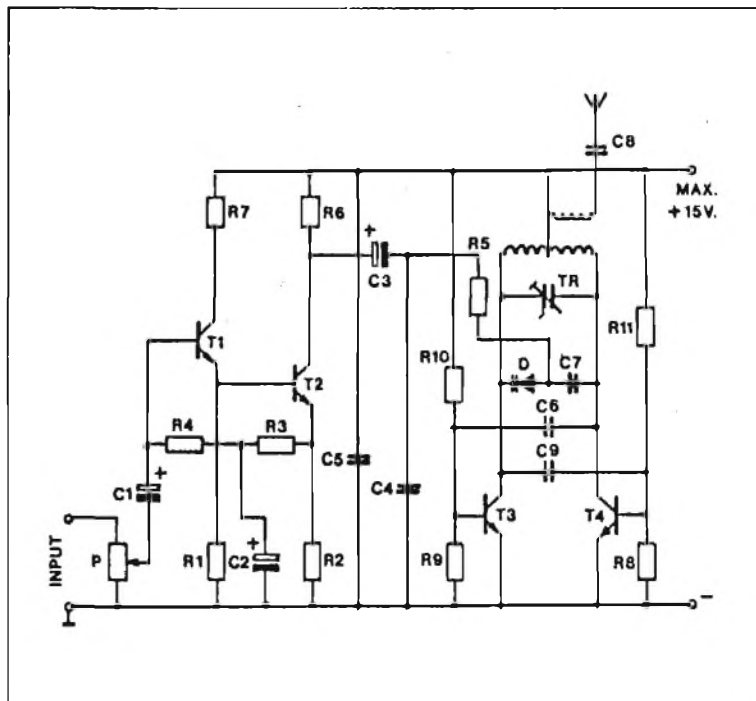 C8
MAX.
+15V.
R7
R6
+
C3
R5
TR
R11
T1
R10
D
C7
T2
C6
R4
R3
C9
C5
+
C1
C4
T3
T4
INPUT
P
R1
+
C2
R2
R9
R8
-